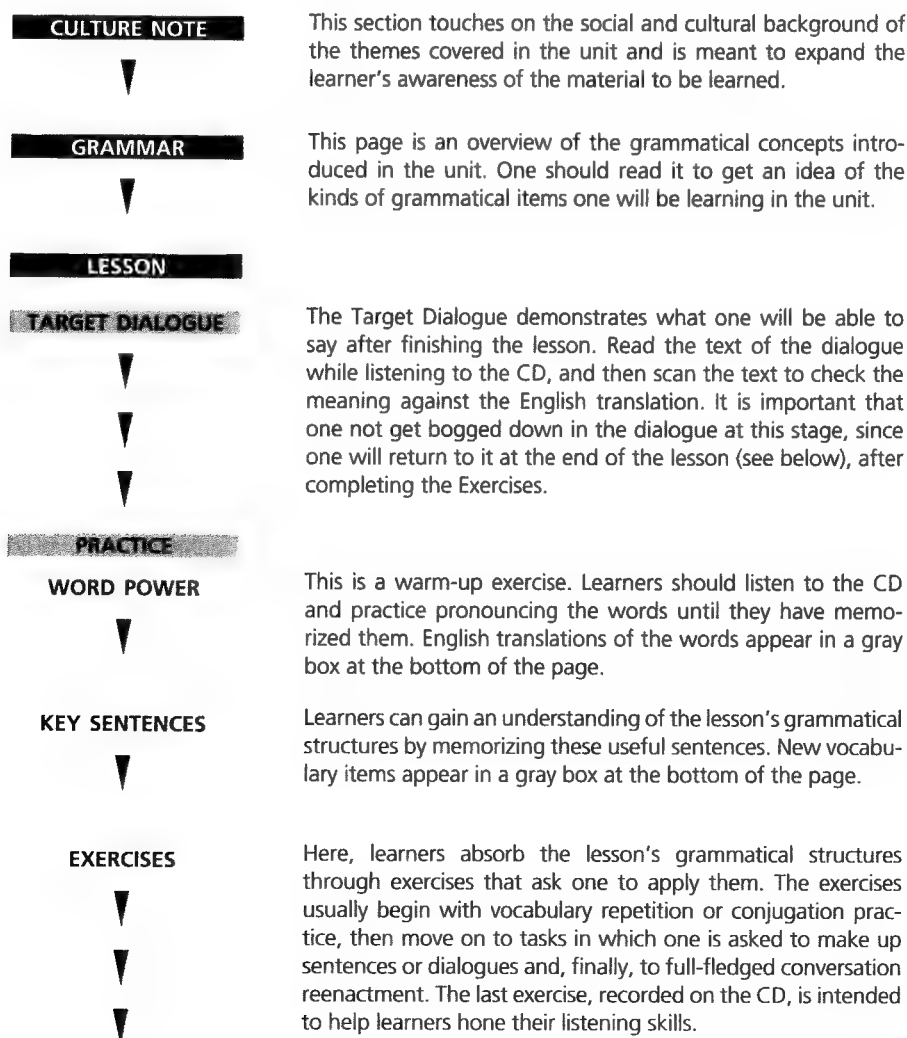 CULTURE NOTE
This section touches on the social and cultural background of
the themes covered in the unit and is meant to expand the
learner's awareness of the material to be learned.
GRAMMAR
This page is an overview of the grammatical concepts intro-
duced in the unit. One should read it to get an idea of the
kinds of grammatical items one will be learning in the unit.
LESSON
TARGET DIALOGUE
The Target Dialogue demonstrates what one will be able to
say after finishing the lesson. Read the text of the dialogue
while listening to the CD, and then scan the text to check the
meaning against the English translation. It is important that
one not get bogged down in the dialogue at this stage, since
one will return to it at the end of the lesson (see below), after
completing the Exercises.
PRACTICE
WORD POWER
This is a warm-up exercise. Learners should listen to the CD
and practice pronouncing the words until they have memo-
rized them. English translations of the words appear in a gray
box at the bottom of the page.
KEY SENTENCES
Learners can gain an understanding of the lesson's grammatical
structures by memorizing these useful sentences. New vocabu-
lary items appear in a gray box at the bottom of the page.
EXERCISES
Here, learners absorb the lesson's grammatical structures
through exercises that ask one to apply them. The exercises
usually begin with vocabulary repetition or conjugation prac-
tice, then move on to tasks in which one is asked to make up
sentences or dialogues and, finally, to full-fledged conversation
reenactment. The last exercise, recorded on the CD, is intended
to help learners hone their listening skills.